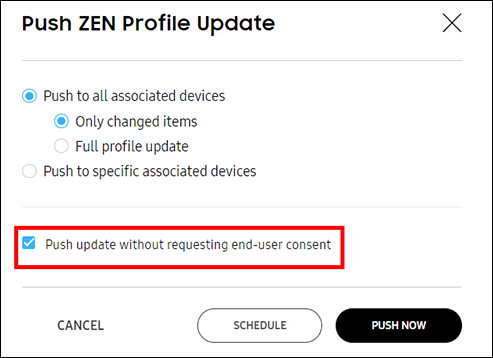 Push ZEN Profile Update
Push to all associated devices
Only changed items
Full profile update
Push to specific associated devices
Push update without requesting end-user consent
CANCEL
SCHEDULE
PUSH NOW